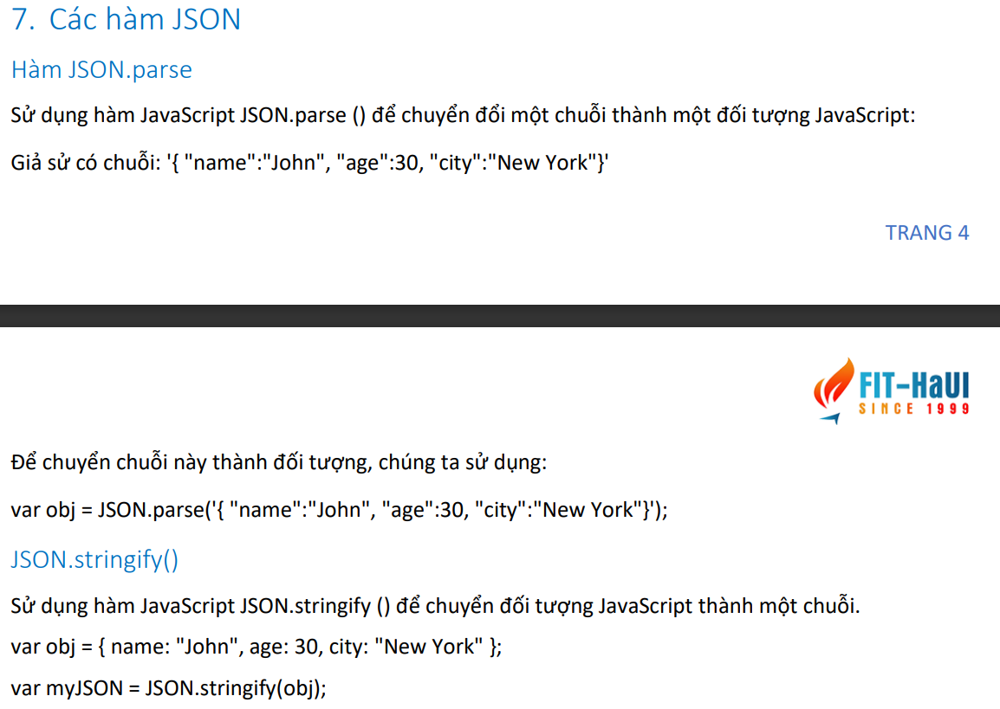 7. Các hàm JSON
Hàm JSON.parse
Sử dụng hàm JavaScript JSON.parse () để chuyển đổi một chuỗi thành một đối tượng JavaScript:
Giả sử có chuỗi: '{ "name":"John", "age":30, "city":"New York"}'
TRANG 4
FIT-HaUI
SINCE 1999
Để chuyển chuỗi này thành đối tượng, chúng ta sử dụng:
var obj = JSON.parse('{ "name":"John", "age":30, "city":"New York"}');
JSON.stringify()
Sử dụng hàm JavaScript JSON.stringify () để chuyển đối tượng JavaScript thành một chuỗi.
var obj = { name: "John", age: 30, city: "New York" };
var myJSON = JSON.stringify(obj);